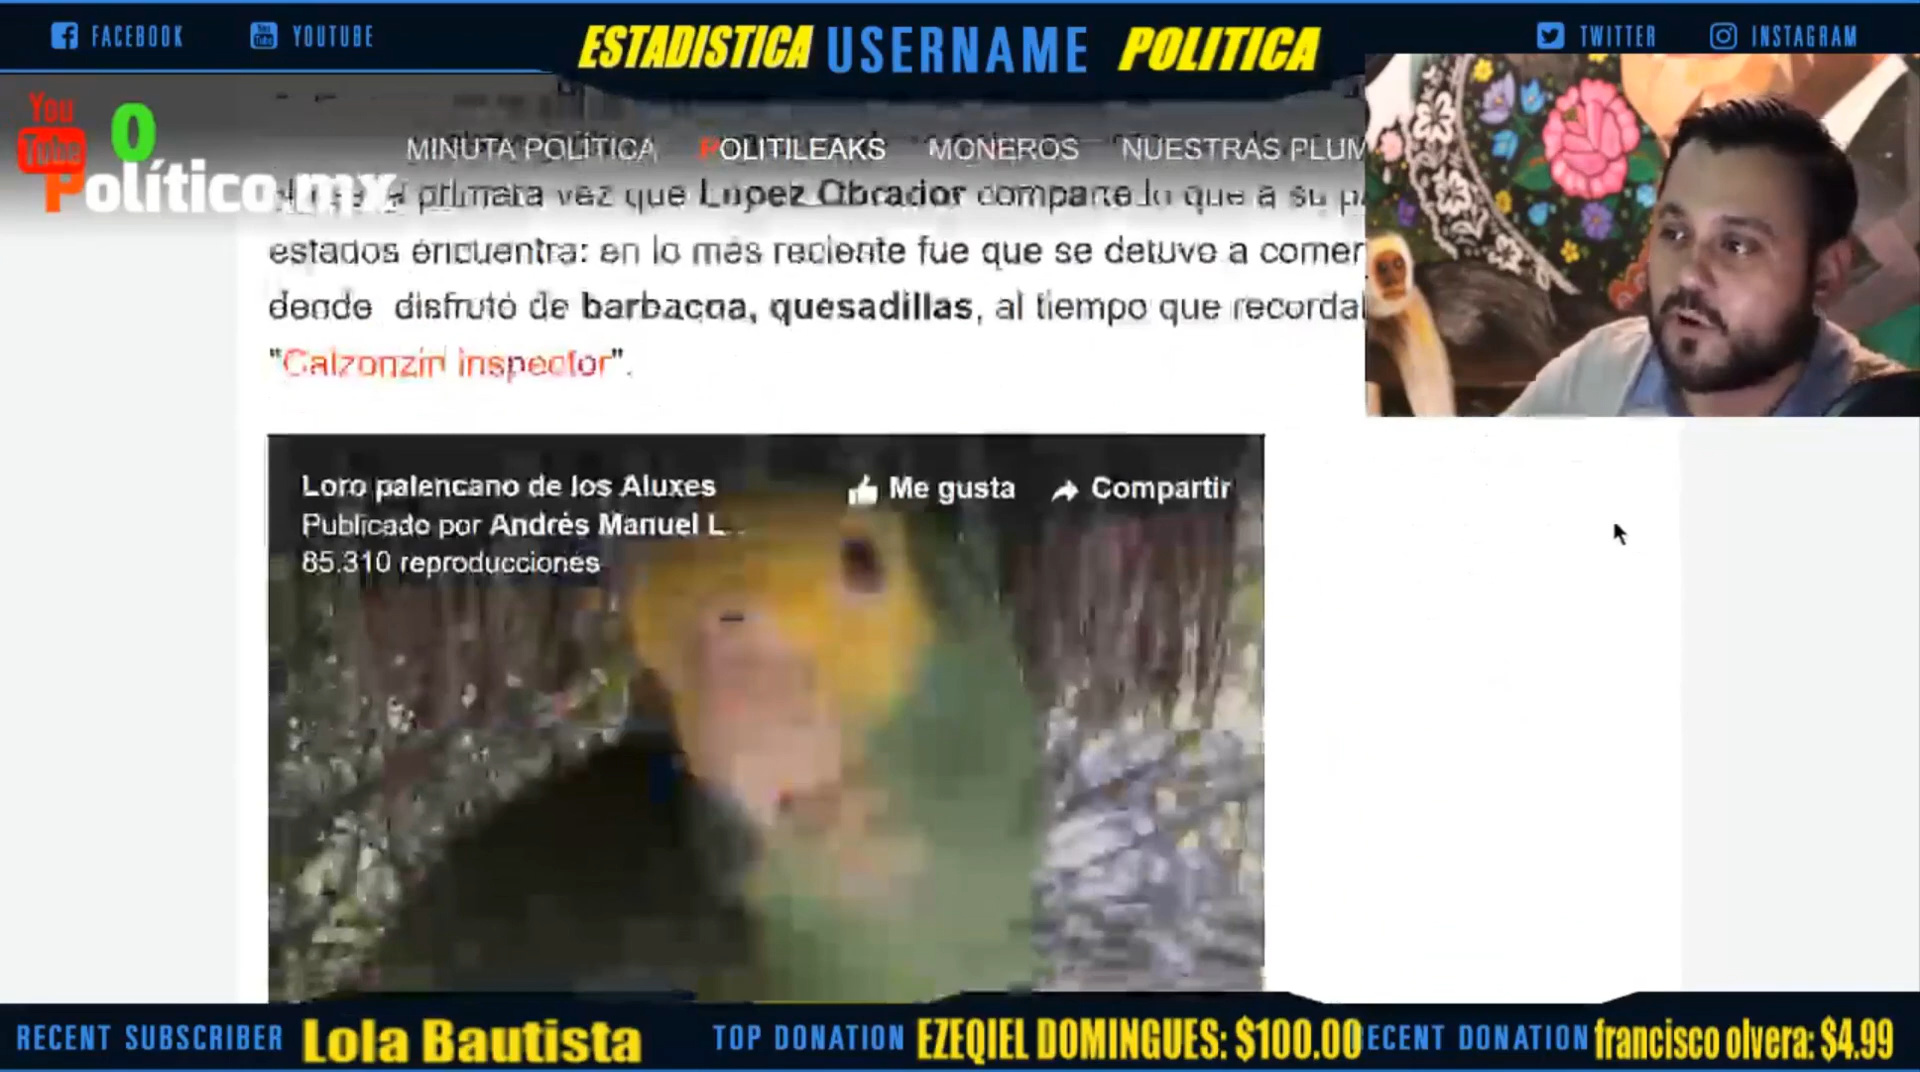 FACEBOOK
YOUTUBE
ESTADISTICA USERNAME POLITICA
TWITTER
INSTAGRAM
You
Tube
0
Político.mx
MINUTA POLÍTICA
POLITILEAKS
MONEROS
NUESTRAS PLUM
primera vez que López Obrador comparte lo que a su
estados encuentra: en lo más reciente fue que se detuvo a comer
donde disfrutó de barbacoa, quesadillas, al tiempo que
"Calzonzin inspector".
Loro palencano de los Aluxes
Me gusta
Compartir
Publicado por Andrés Manuel L...
85.310 reproducciones
RECENT SUBSCRIBER Lola Bautista
TOP DONATION EZEQIEL DOMINGUES: $100.00
ECENT DONATION francisco olvera: $4.99